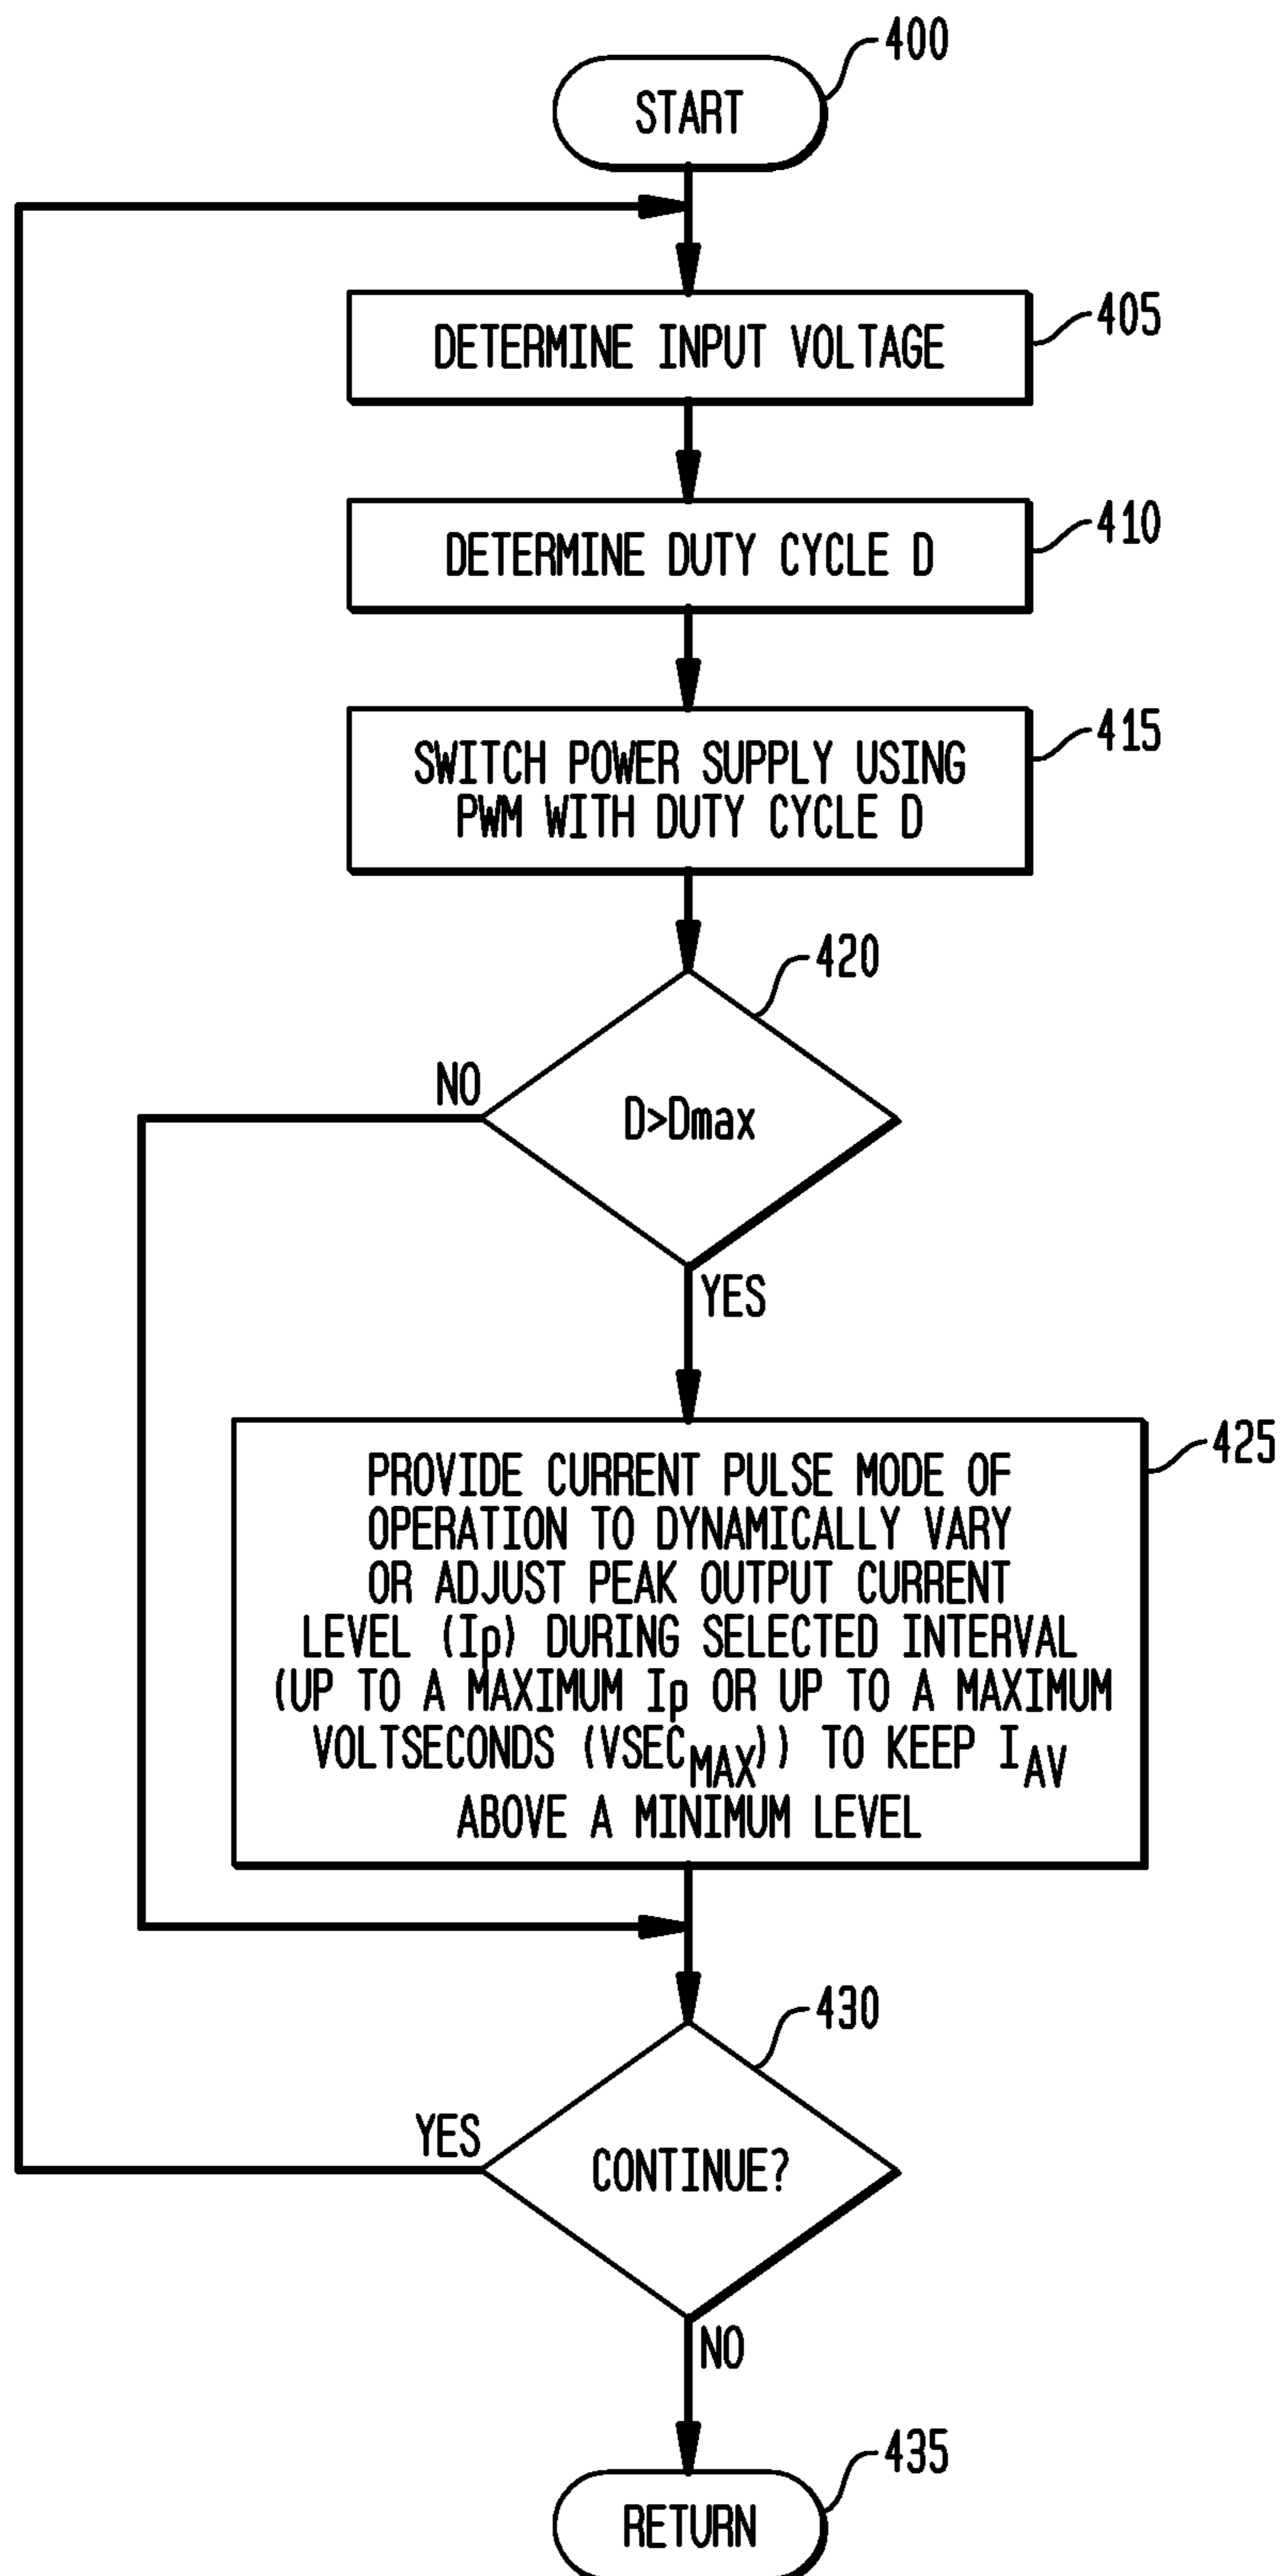 400
START
405
DETERMINE INPUT VOLTAGE
410
DETERMINE DUTY CYCLE D
415
SWITCH POWER SUPPLY USING
PWM WITH DUTY CYCLE D
420
NO
D>Dmax
YES
425
PROVIDE CURRENT PULSE MODE OF
OPERATION TO DYNAMICALLY VARY
OR ADJUST PEAK OUTPUT CURRENT
LEVEL (Ip) DURING SELECTED INTERVAL
(UP TO A MAXIMUM Ip OR UP TO A MAXIMUM
VOLTSECONDS (VSEC_MAX)) TO KEEP I_AV
ABOVE A MINIMUM LEVEL
430
YES
CONTINUE?
NO
435
RETURN